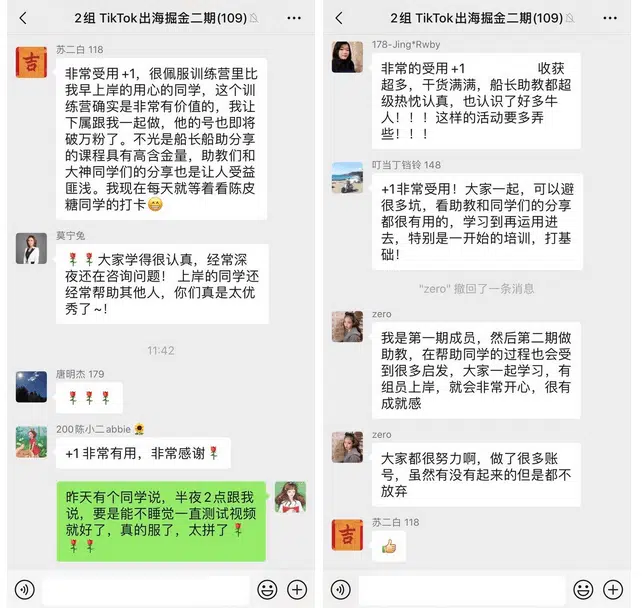 2组 TikTok出海掘金二期(109)
苏二白 118
非常受用+1，很佩服训练营里比
我早上岸的用心的同学，这个训
练营确实是非常有价值的，我让
下属跟我一起做，他的号也即将
破万粉了。不光是船长船助分享
的课程具有高含金量，助教们和
大神同学们的分享也是让人受益
匪浅。我现在每天就等着看陈皮
糖同学的打卡😁
莫宁兔
🌹🌹大家学得很认真，经常深
夜还在咨询问题！上岸的同学还
经常帮助其他人，你们真是太优
秀了~！
11:42
唐明杰 179
🌹🌹🌹
200陈小二abbie🌻
+1 非常有用，非常感谢🌹
昨天有个同学说，半夜2点跟我
说，要是能不睡觉一直测试视频
就好了，真的服了，太拼了🌹
🌹🌹
2组 TikTok出海掘金二期(109)
178-Jing*Rwby
非常的受用+1 收获
超多，干货满满，船长助教都超
级热忱认真，也认识了好多牛
人！！！这样的活动要多弄
些！！！
叮当丁铛铃 148
+1非常受用！大家一起，可以避
很多坑，看助教和同学们的分享
都很有用的，学习到再运用进
去，特别是一开始的培训，打基
础！
"zero" 撤回了一条消息
zero
我是第一期成员，然后第二期做
助教，在帮助同学的过程也会受
到很多启发，大家一起学习，有
组员上岸，就会非常开心，很有
成就感
zero
大家都很努力啊，做了很多账
号，虽然有没有起来的但是都不
放弃
苏二白 118
👍